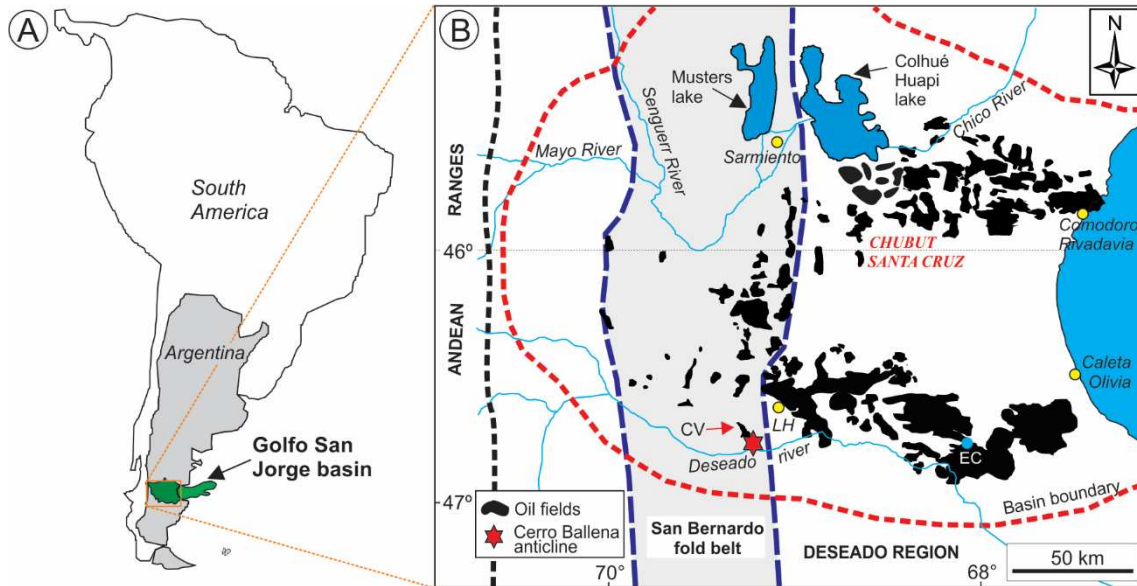 A
South
America
Argentina
Golfo San
Jorge basin
B
N
Musters
lake
Colhué
Huapi
lake
Senguerr River
Chico River
Mayo River
Sarmiento
RANGES
ANDEAN
Comodoro
Rivadavia
CHUBUT
SANTA CRUZ
46°
Caleta
Olivia
CV
LH
EC
Deseado river
47°
Basin boundary
Oil fields
Cerro Ballena
anticline
San Bernardo
fold belt
DESEADO REGION
50 km
70°
68°